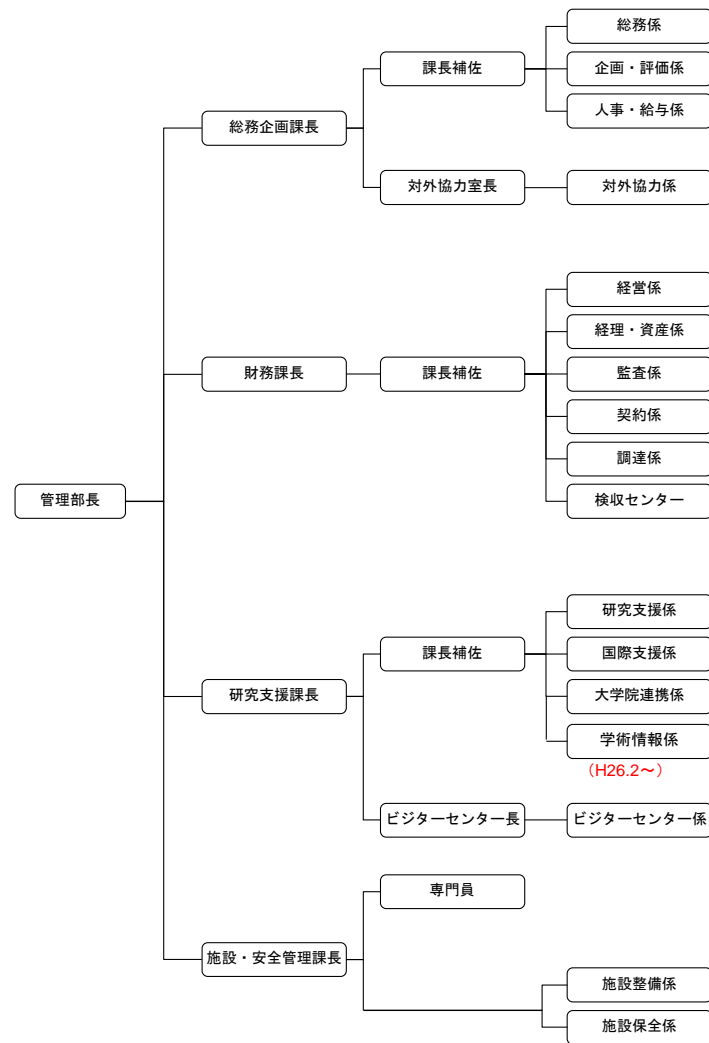 管理部長
総務企画課長
課長補佐
総務係
企画・評価係
人事・給与係
対外協力室長
対外協力係
財務課長
課長補佐
経営係
経理・資産係
監査係
契約係
調達係
検収センター
研究支援課長
課長補佐
研究支援係
国際支援係
大学院連携係
学術情報係
（H26.2～）
ビジターセンター長
ビジターセンター係
施設・安全管理課長
専門員
施設整備係
施設保全係